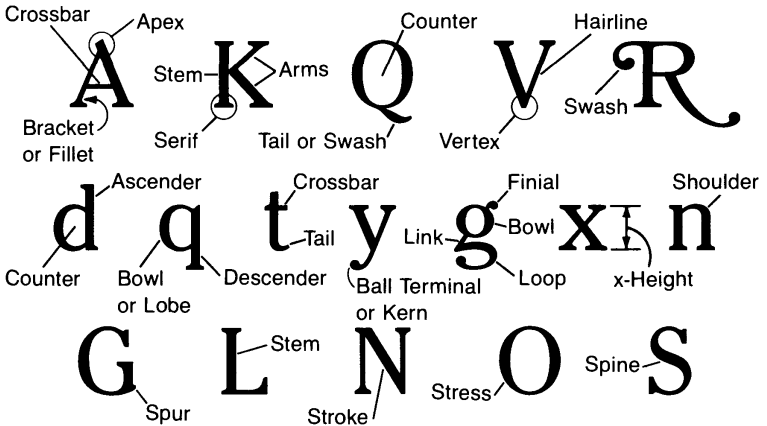 Crossbar
Apex
A
Bracket
or Fillet
K
Stem
Arms
Serif
Q
Counter
Tail or Swash
V
Hairline
Vertex
R
Swash
d
Ascender
Counter
q
Bowl
or Lobe
Descender
t
Crossbar
Tail
y
Ball Terminal
or Kern
g
Finial
Bowl
Link
Loop
x
x-Height
n
Shoulder
G
Spur
L
Stem
N
Stroke
O
Stress
S
Spine